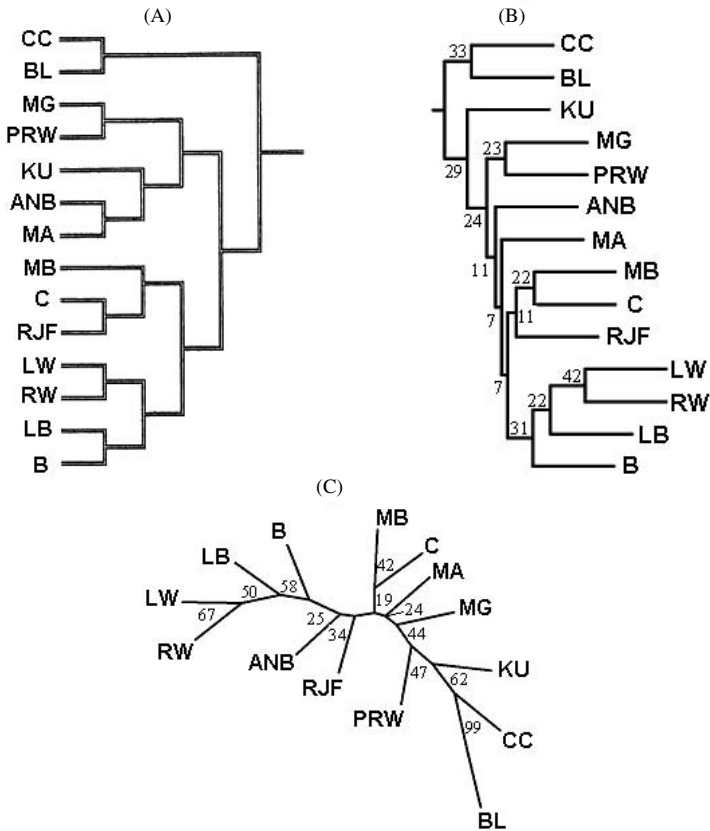 (A)
CC
BL
MG
PRW
KU
ANB
MA
MB
C
RJF
LW
RW
LB
B
(B)
33
CC
BL
KU
29
23
MG
PRW
24
ANB
11
MA
7
22
MB
C
11
RJF
7
42
LW
RW
22
LB
31
B
(C)
MB
B
42
C
LB
MA
58
50
LW
19
24
MG
67
25
34
44
RW
ANB
RJF
47
KU
62
PRW
99
CC
BL